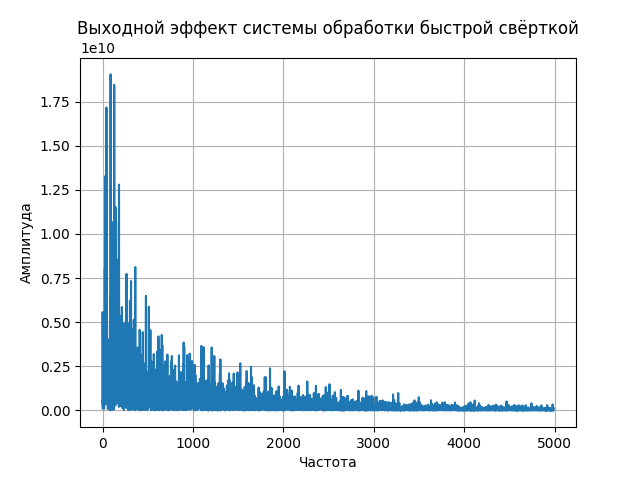 Выходной эффект системы обработки быстрой свёрткой
1e10
1.75
1.50
1.25
1.00
0.75
0.50
0.25
0.00
Амплитуда
0 1000 2000 3000 4000 5000
Частота